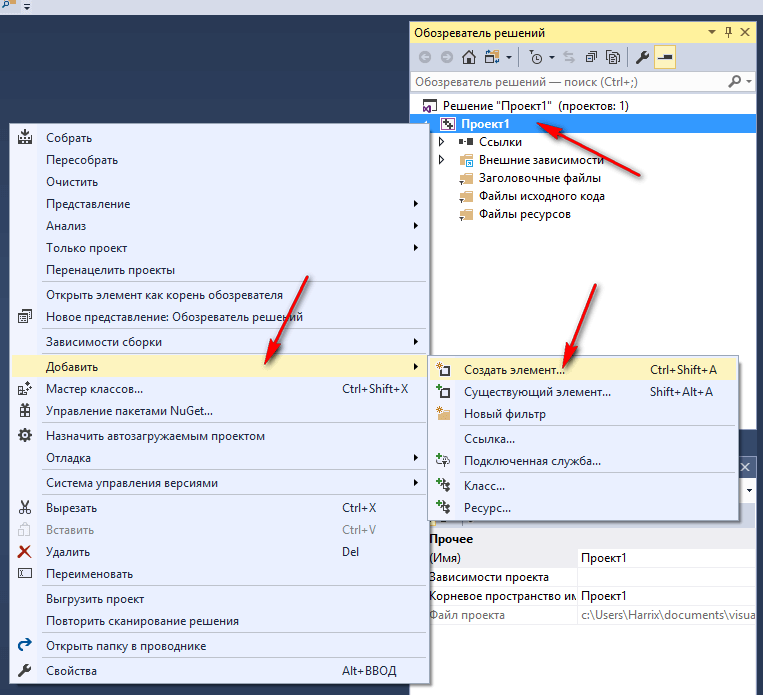 Обозреватель решений
Обозреватель решений — поиск (Ctrl+;)
Решение "Проект1" (проектов: 1)
Проект1
Ссылки
Внешние зависимости
Заголовочные файлы
Файлы исходного кода
Файлы ресурсов
Собрать
Пересобрать
Очистить
Представление
Анализ
Только проект
Перенацелить проекты
Открыть элемент как корень обозревателя
Новое представление: Обозреватель решений
Зависимости сборки
Добавить
Мастер классов... Ctrl+Shift+X
Управление пакетами NuGet...
Назначить автозагружаемым проектом
Отладка
Система управления версиями
Вырезать Ctrl+X
Вставить Ctrl+V
Удалить Del
Переименовать
Выгрузить проект
Повторить сканирование решения
Открыть папку в проводнике
Свойства Alt+ВВОД
Создать элемент... Ctrl+Shift+A
Существующий элемент... Shift+Alt+A
Новый фильтр
Ссылка...
Подключенная служба...
Класс...
Ресурс...
Прочее
(Имя) Проект1
Зависимости проекта
Корневное пространство им Проект1
Файл проекта c:\Users\Harrix\documents\visua